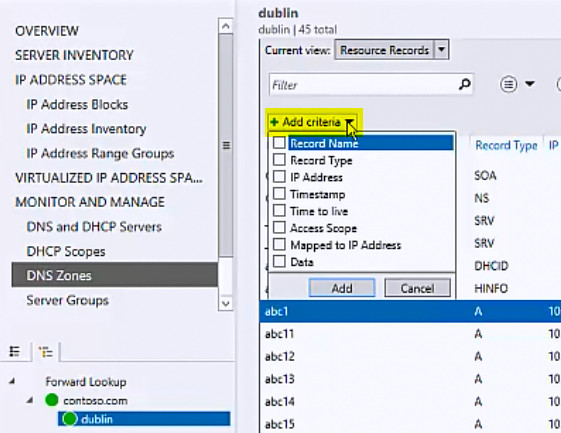 OVERVIEW
SERVER INVENTORY
IP ADDRESS SPACE
IP Address Blocks
IP Address Inventory
IP Address Range Groups
VIRTUALIZED IP ADDRESS SPA...
MONITOR AND MANAGE
DNS and DHCP Servers
DHCP Scopes
DNS Zones
Server Groups
Forward Lookup
contoso.com
dublin
dublin
dublin | 45 total
Current view: Resource Records
Filter
Add criteria
Record Name
Record Type
IP Address
Timestamp
Time to live
Access Scope
Mapped to IP Address
Data
Add Cancel
Record Type IP
SOA
NS
SRV
SRV
DHCID
HINFO
abc1 A 10
abc11 A 10
abc12 A 10
abc13 A 10
abc14 A 10
abc15 A 10